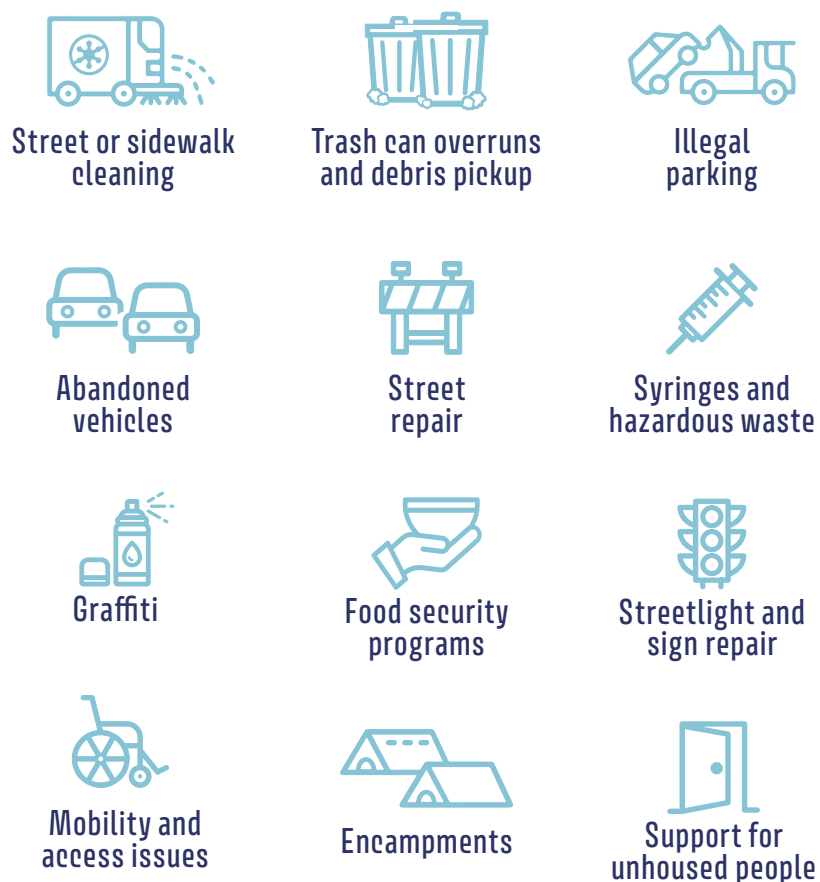 Street or sidewalk
cleaning
Trash can overruns
and debris pickup
Illegal
parking
Abandoned
vehicles
Street
repair
Syringes and
hazardous waste
Graffiti
Food security
programs
Streetlight and
sign repair
Mobility and
access issues
Encampments
Support for
unhoused people